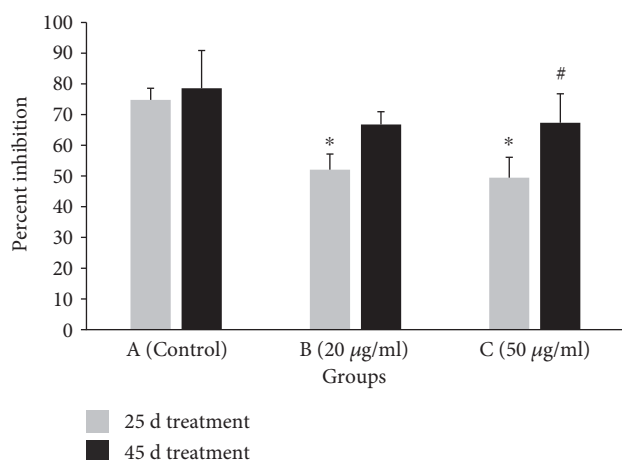 100
90
80
70
60
50
40
30
20
10
0
Percent inhibition
*
*
#
A (Control)
B (20 μg/ml)
C (50 μg/ml)
Groups
25 d treatment
45 d treatment